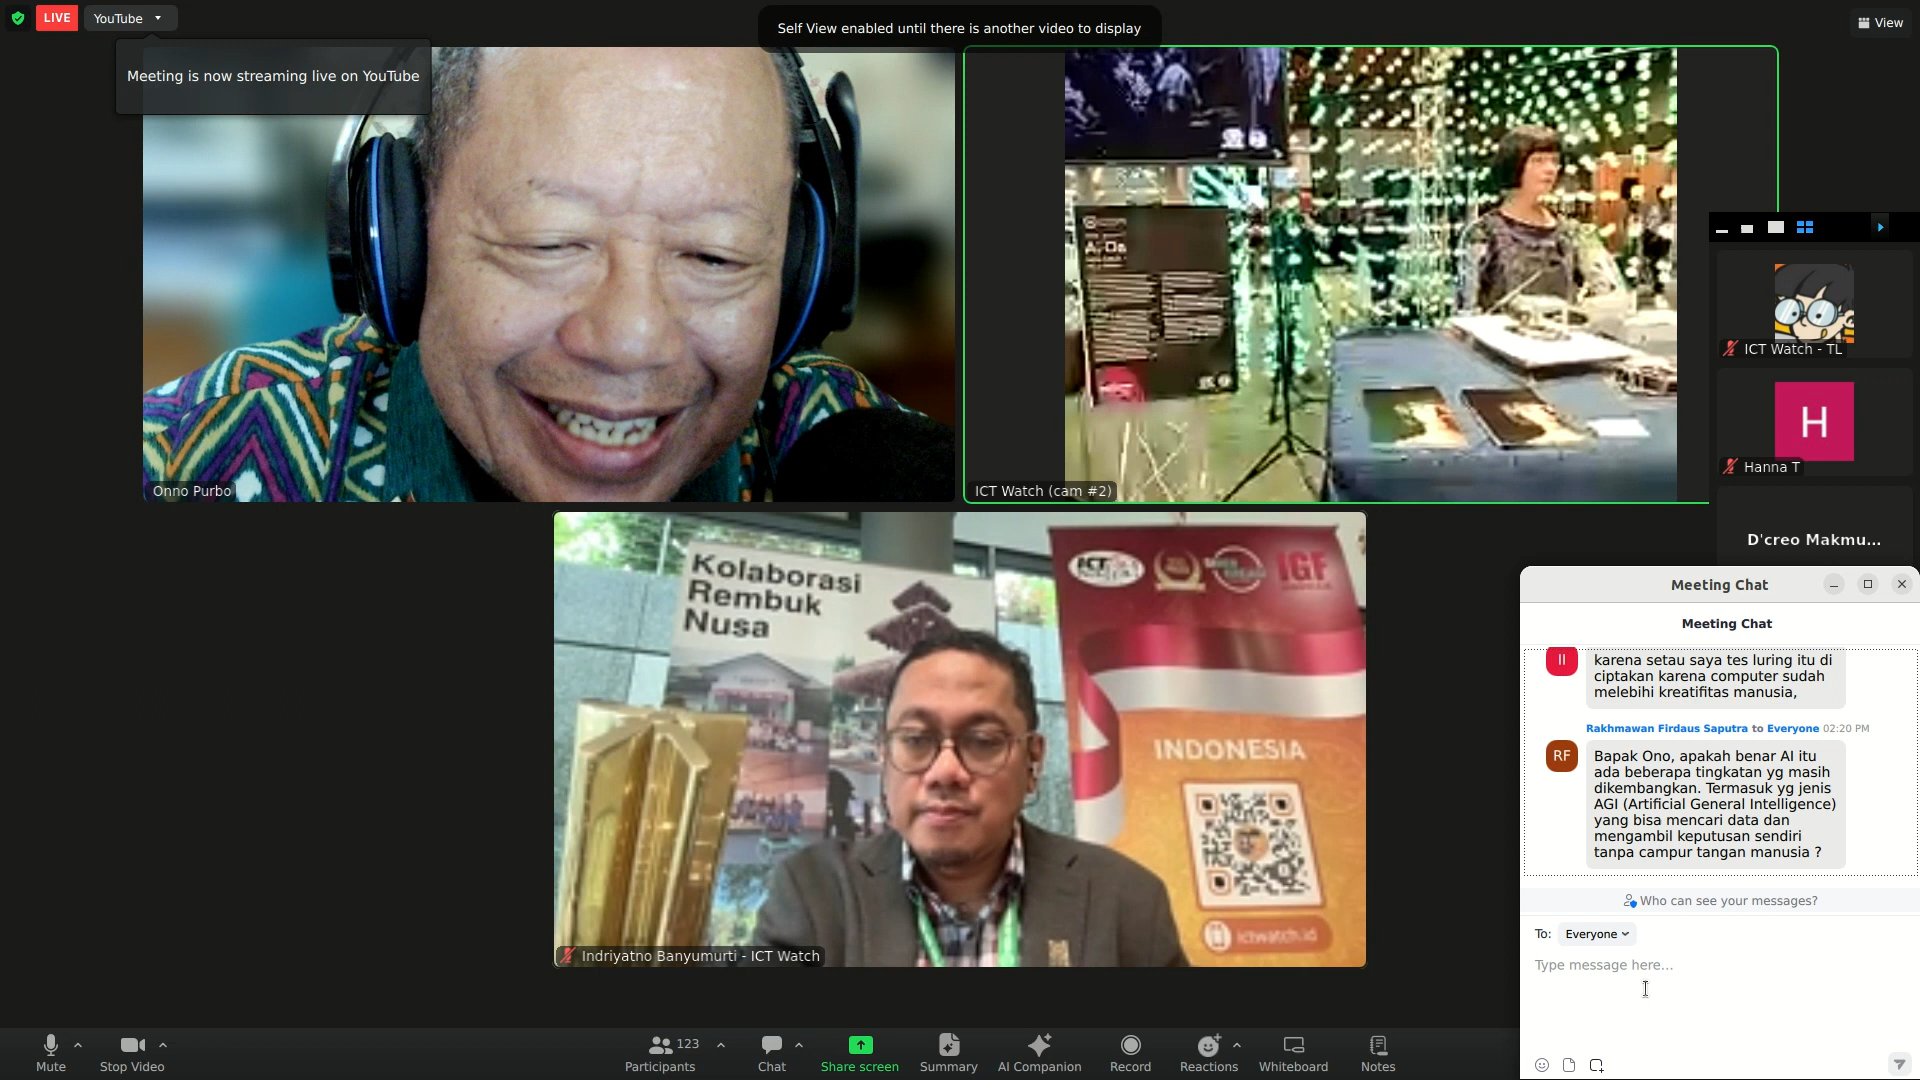 LIVE
YouTube
Self View enabled until there is another video to display
View
Meeting is now streaming live on YouTube
Onno Purbo
ICT Watch (cam #2)
ICT Watch - TL
H
Hanna T
D'creo Makmu...
Kolaborasi
Rembuk
Nusa
ICT
IGF
INDONESIA
ictwatch.id
Indriyatno Banyumurti - ICT Watch
Meeting Chat
Meeting Chat
II
karena setau saya tes luring itu di
ciptakan karena computer sudah
melebihi kreatifitas manusia,
Rakhmawan Firdaus Saputra to Everyone 02:20 PM
RF
Bapak Ono, apakah benar AI itu
ada beberapa tingkatan yg masih
dikembangkan. Termasuk yg jenis
AGI (Artificial General Intelligence)
yang bisa mencari data dan
mengambil keputusan sendiri
tanpa campur tangan manusia ?
Who can see your messages?
To: Everyone
Type message here...
Mute
Stop Video
Participants
123
Chat
Share screen
Summary
AI Companion
Record
Reactions
Whiteboard
Notes